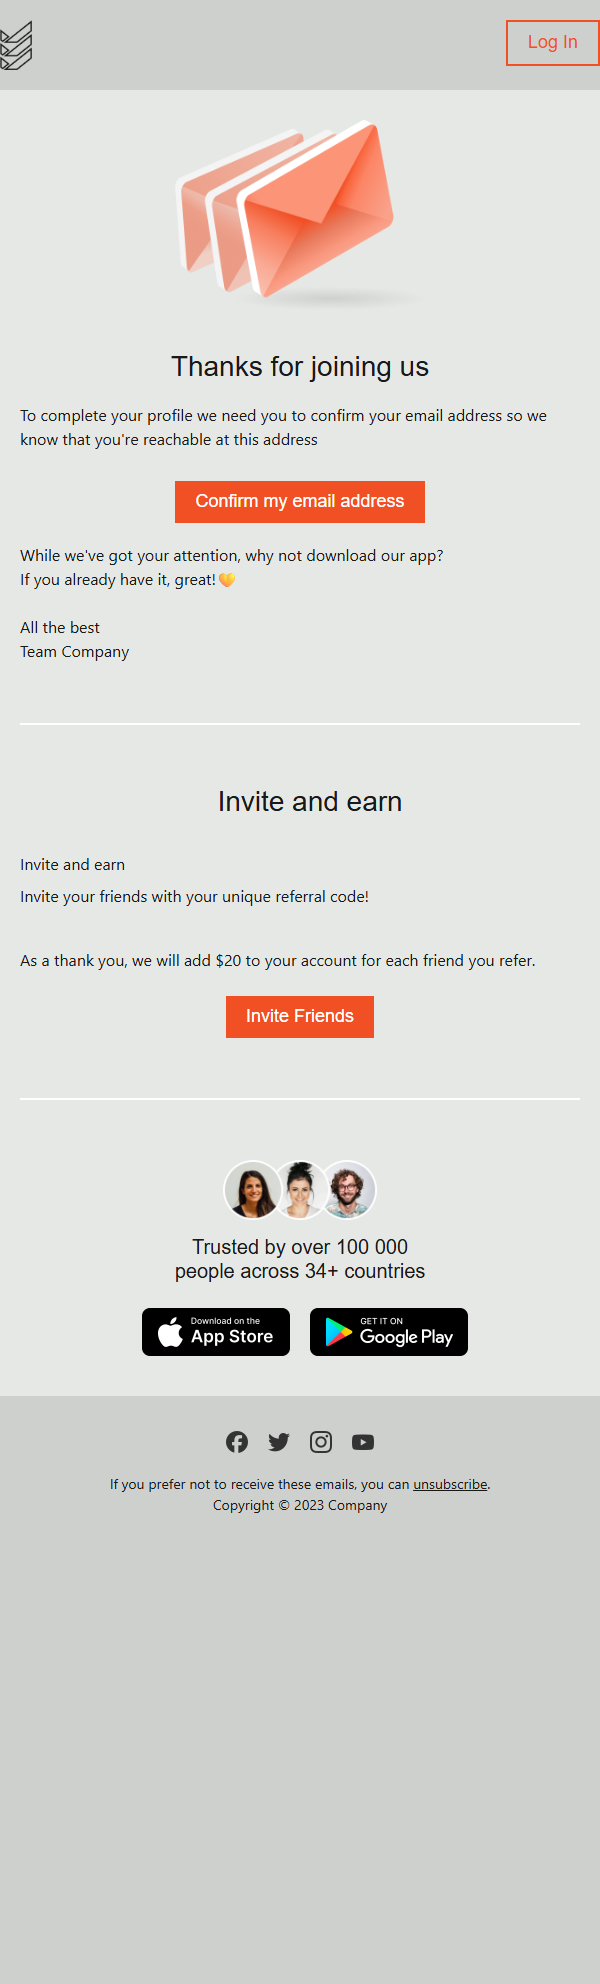 Log In
Thanks for joining us
To complete your profile we need you to confirm your email address so we
know that you're reachable at this address
Confirm my email address
While we've got your attention, why not download our app?
If you already have it, great! 🧡
All the best
Team Company
Invite and earn
Invite and earn
Invite your friends with your unique referral code!
As a thank you, we will add $20 to your account for each friend you refer.
Invite Friends
Trusted by over 100 000
people across 34+ countries
Download on the
App Store
GET IT ON
Google Play
If you prefer not to receive these emails, you can unsubscribe.
Copyright © 2023 Company